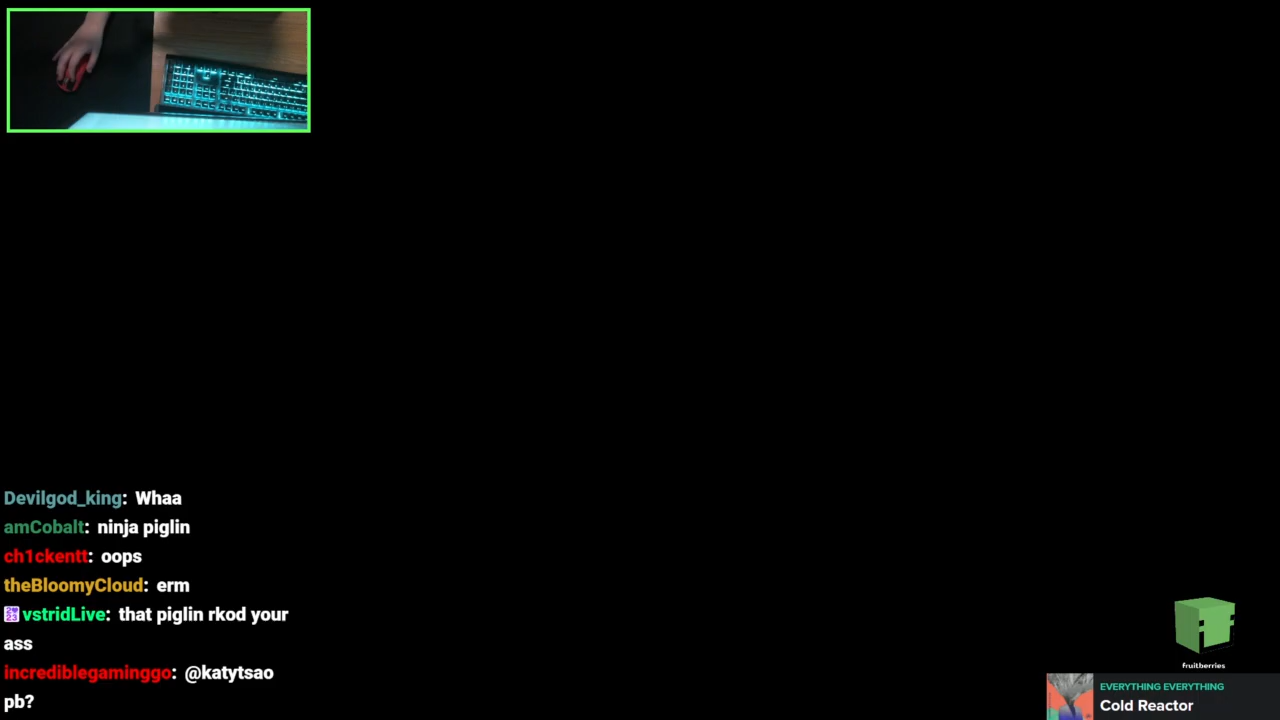 Devilgod_king: Whaa
amCobalt: ninja piglin
ch1ckentt: oops
theBloomyCloud: erm
vstridLive: that piglin rkod your
ass
incrediblegaminggo: @katytsao
pb?
fruitberries
EVERYTHING EVERYTHING
Cold Reactor